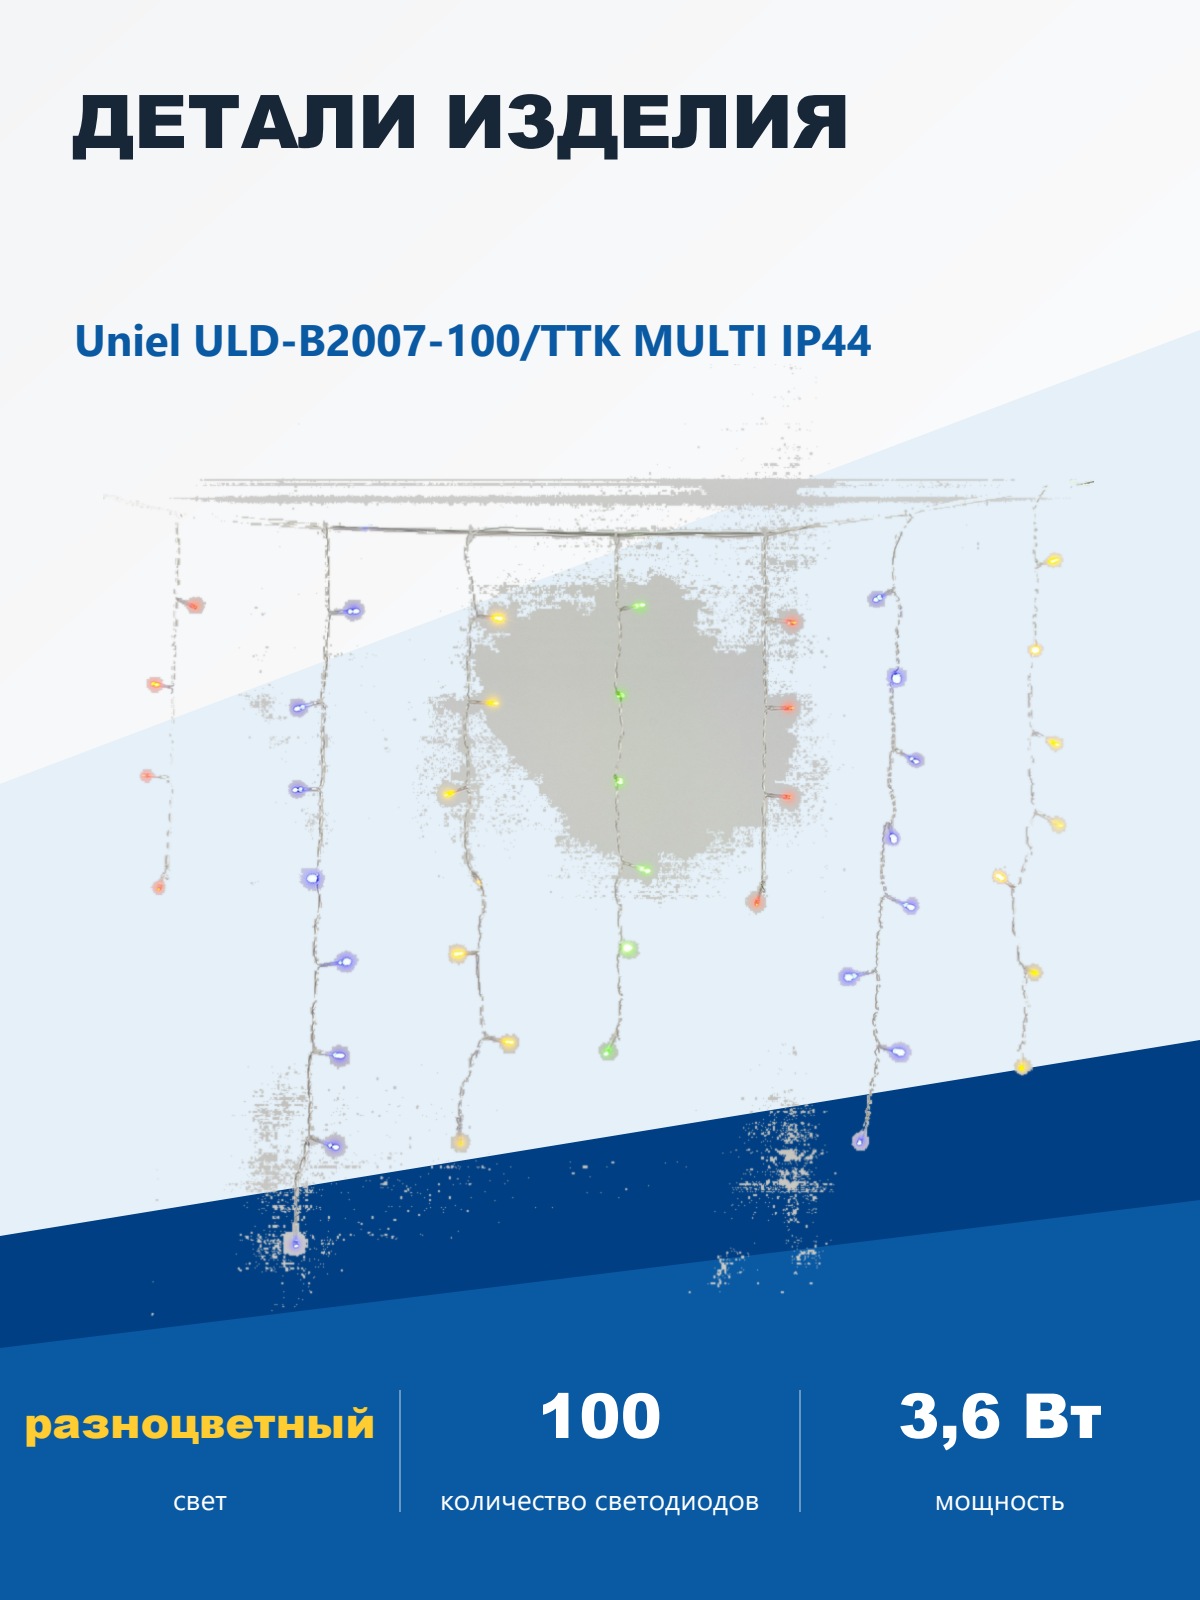 ДЕТАЛИ ИЗДЕЛИЯ
Uniel ULD-B2007-100/TTK MULTI IP44
разноцветный
свет
100
количество светодиодов
3,6 Вт
мощность